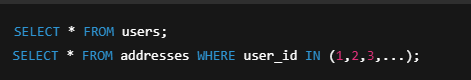 SELECT * FROM users;
SELECT * FROM addresses WHERE user_id IN (1,2,3,...);